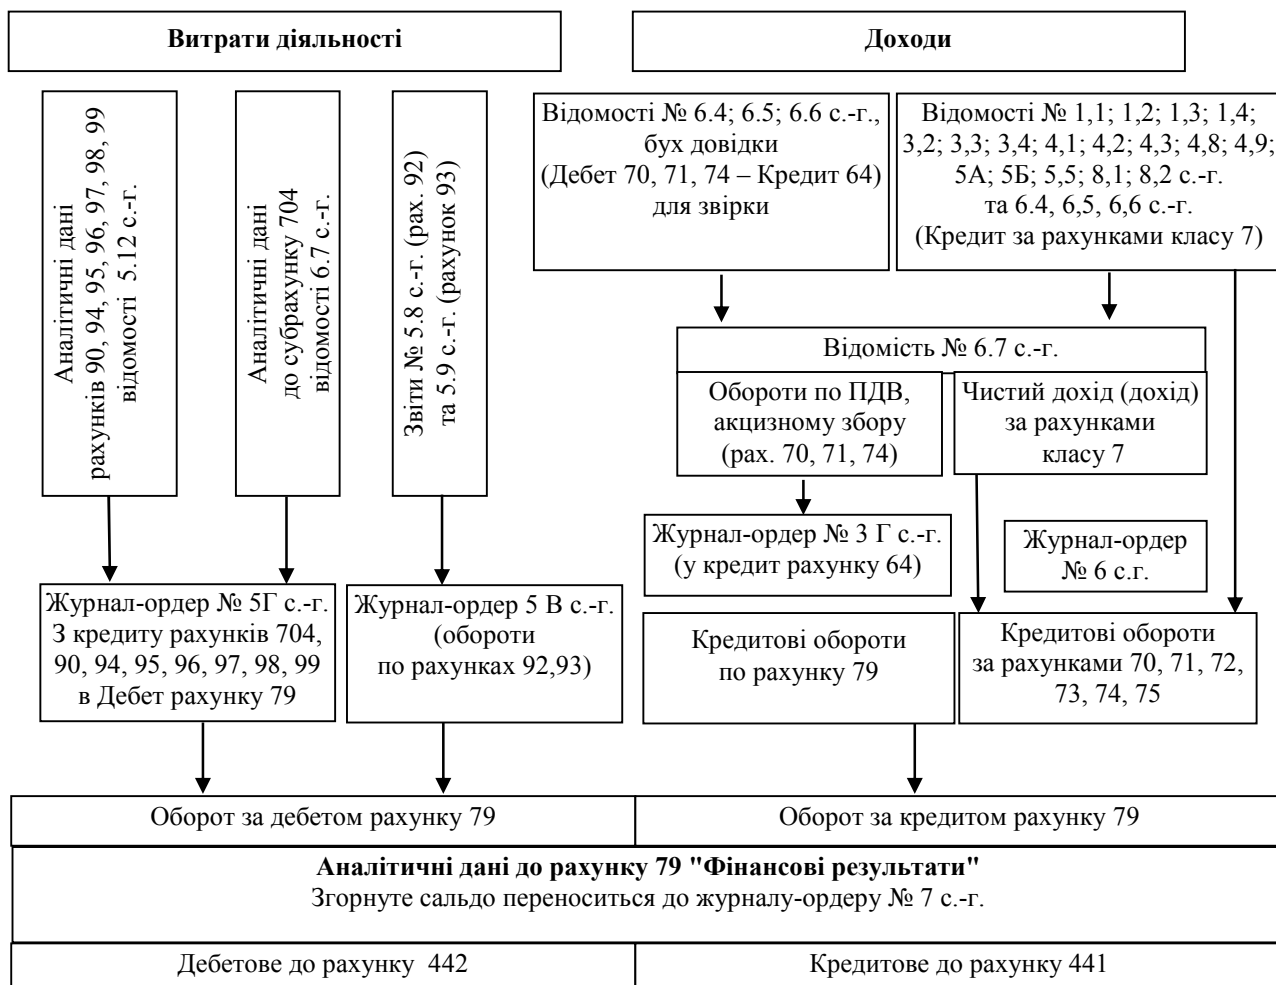 Витрати діяльності
Доходи
Аналітичні дані
рахунків 90, 94, 95, 96, 97, 98, 99
відомості 5.12 с.-г.
Аналітичні дані
до субрахунку 704
відомості 6.7 с.-г.
Звіти № 5.8 с.-г. (рах. 92)
та 5.9 с.-г. (рахунок 93)
Відомості № 6.4; 6.5; 6.6 с.-г.,
бух довідки
(Дебет 70, 71, 74 – Кредит 64)
для звірки
Відомості № 1,1; 1,2; 1,3; 1,4;
3,2; 3,3; 3,4; 4,1; 4,2; 4,3; 4,8; 4,9;
5А; 5Б; 5,5; 8,1; 8,2 с.-г.
та 6.4, 6,5, 6,6 с.-г.
(Кредит за рахунками класу 7)
Відомість № 6.7 с.-г.
Обороти по ПДВ,
акцизному збору
(рах. 70, 71, 74)
Чистий дохід (дохід)
за рахунками
класу 7
Журнал-ордер № 3 Г с.-г.
(у кредит рахунку 64)
Журнал-ордер
№ 6 с.г.
Журнал-ордер № 5Г с.-г.
З кредиту рахунків 704,
90, 94, 95, 96, 97, 98, 99
в Дебет рахунку 79
Журнал-ордер 5 В с.-г.
(обороти
по рахунках 92,93)
Кредитові обороти
по рахунку 79
Кредитові обороти
за рахунками 70, 71, 72,
73, 74, 75
Оборот за дебетом рахунку 79
Оборот за кредитом рахунку 79
Аналітичні дані до рахунку 79 "Фінансові результати"
Згорнуте сальдо переноситься до журналу-ордеру № 7 с.-г.
Дебетове до рахунку 442
Кредитове до рахунку 441